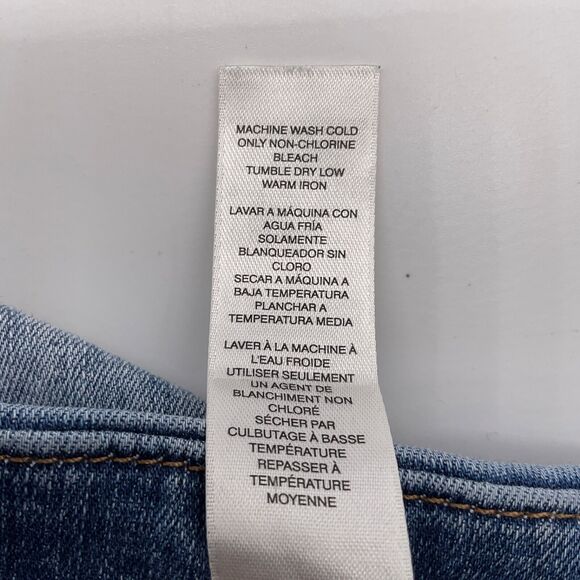 MACHINE WASH COLD
ONLY NON-CHLORINE
BLEACH
TUMBLE DRY LOW
WARM IRON
LAVAR A MÁQUINA CON
AGUA FRÍA
SOLAMENTE
BLANQUEADOR SIN
CLORO
SECAR A MÁQUINA A
BAJA TEMPERATURA
PLANCHAR A
TEMPERATURA MEDIA
LAVER À LA MACHINE À
L'EAU FROIDE
UTILISER SEULEMENT
UN AGENT DE
BLANCHIMENT NON
CHLORÉ
SÉCHER PAR
CULBUTAGE À BASSE
TEMPÉRATURE
REPASSER À
TEMPÉRATURE
MOYENNE